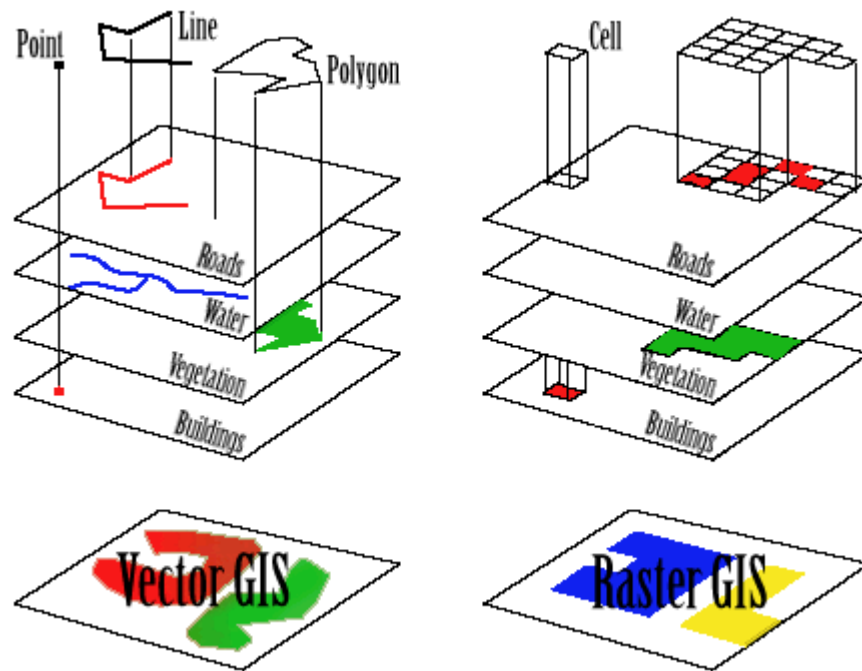 Point
Line
Polygon
Roads
Water
Vegetation
Buildings
Vector GIS
Cell
Roads
Water
Vegetation
Buildings
Raster GIS